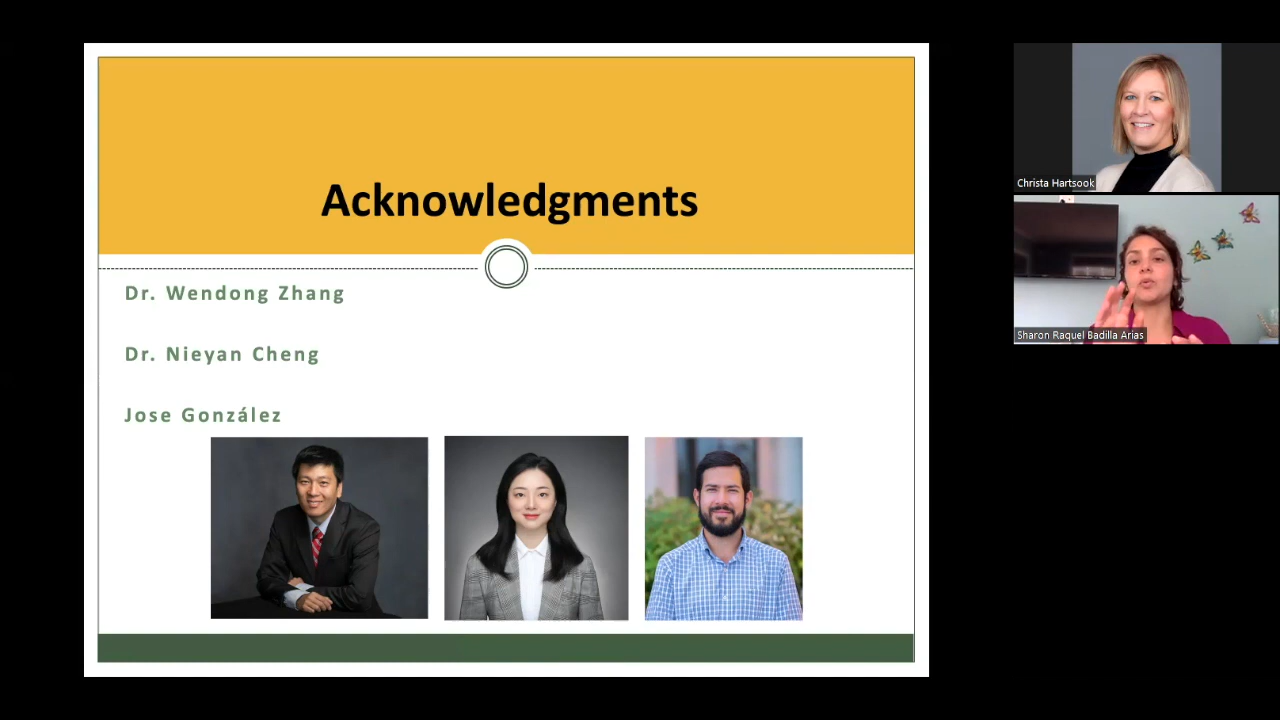 Acknowledgments
Dr. Wendong Zhang
Dr. Nieyan Cheng
Jose González
Christa Hartsook
Sharon Raquel Badilla Arias